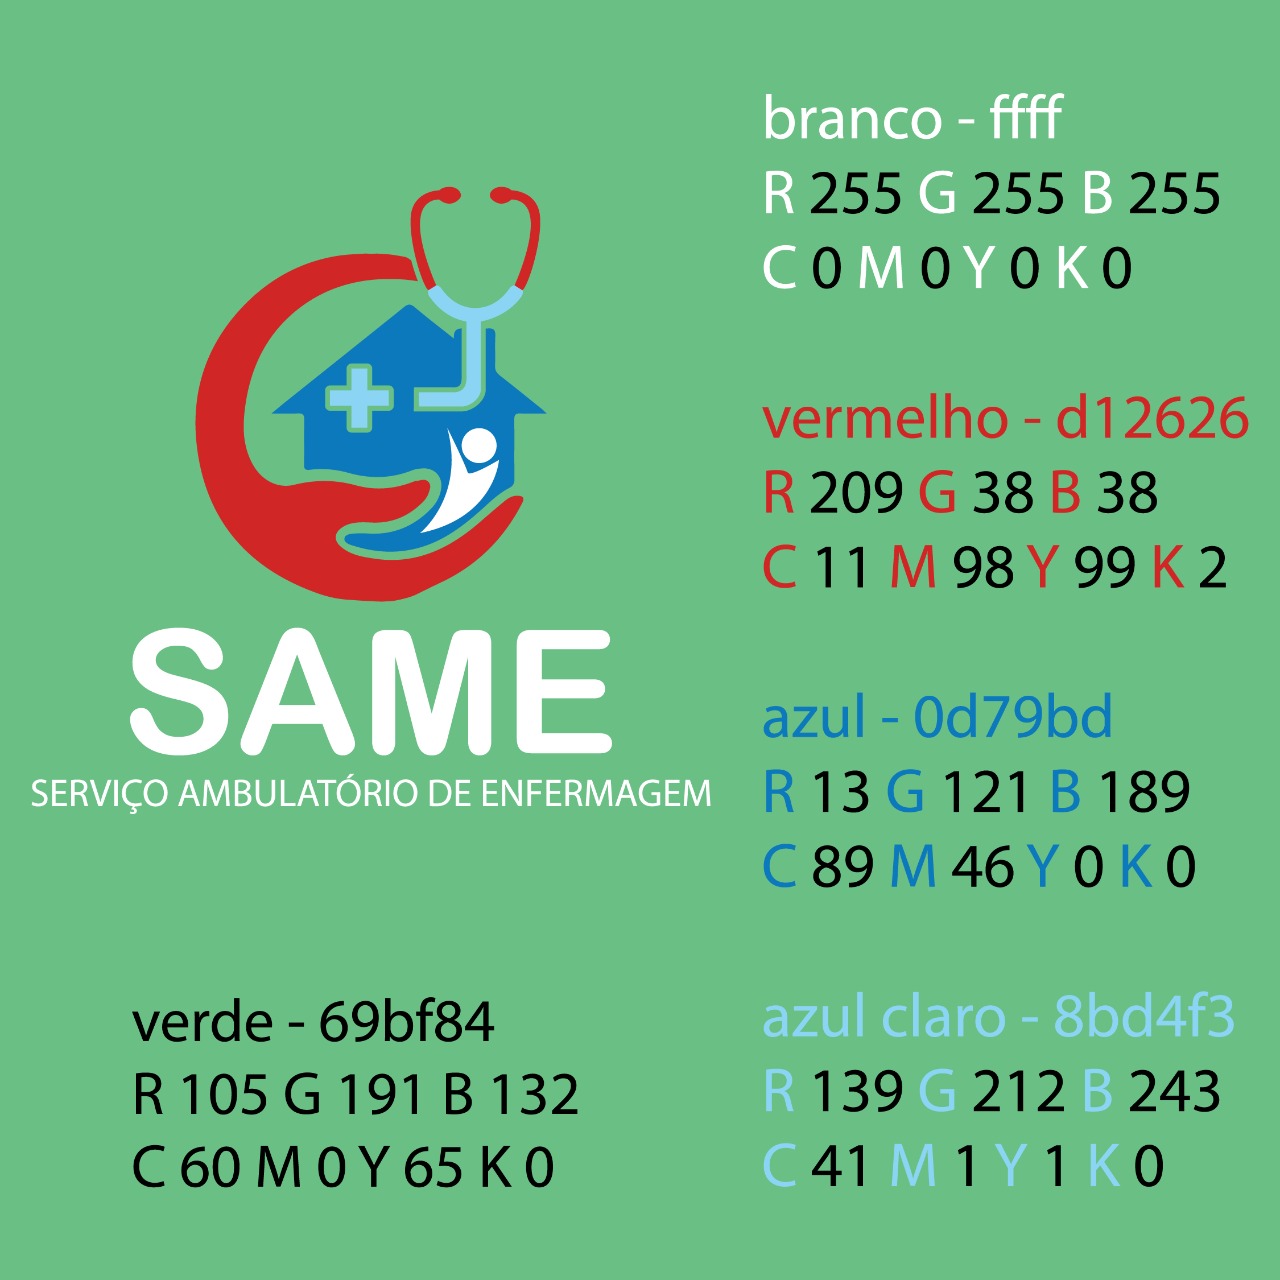 SAME
SERVIÇO AMBULATÓRIO DE ENFERMAGEM
verde - 69bf84
R 105 G 191 B 132
C 60 M 0 Y 65 K 0
branco - ffff
R 255 G 255 B 255
C 0 M 0 Y 0 K 0
vermelho - d12626
R 209 G 38 B 38
C 11 M 98 Y 99 K 2
azul - 0d79bd
R 13 G 121 B 189
C 89 M 46 Y 0 K 0
azul claro - 8bd4f3
R 139 G 212 B 243
C 41 M 1 Y 1 K 0